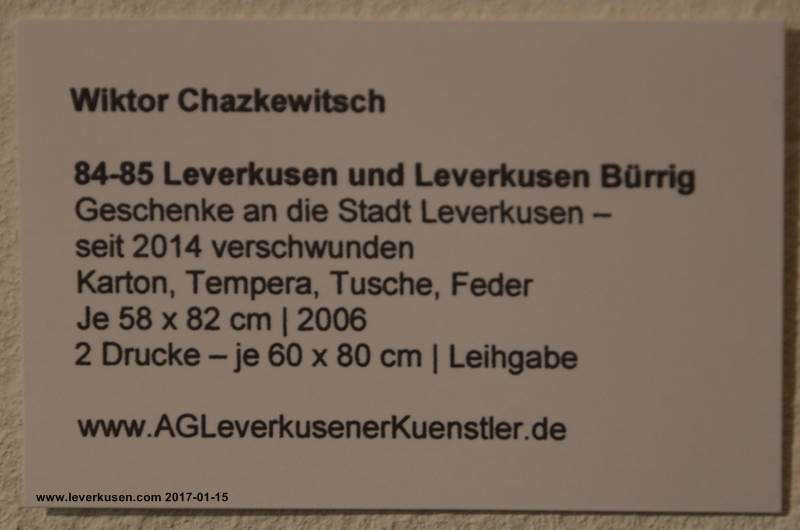 Wiktor Chazkewitsch
84-85 Leverkusen und Leverkusen Bürrig
Geschenke an die Stadt Leverkusen –
seit 2014 verschwunden
Karton, Tempera, Tusche, Feder
Je 58 x 82 cm | 2006
2 Drucke – je 60 x 80 cm | Leihgabe
www.AGLeverkusenerKuenstler.de
www.leverkusen.com 2017-01-15